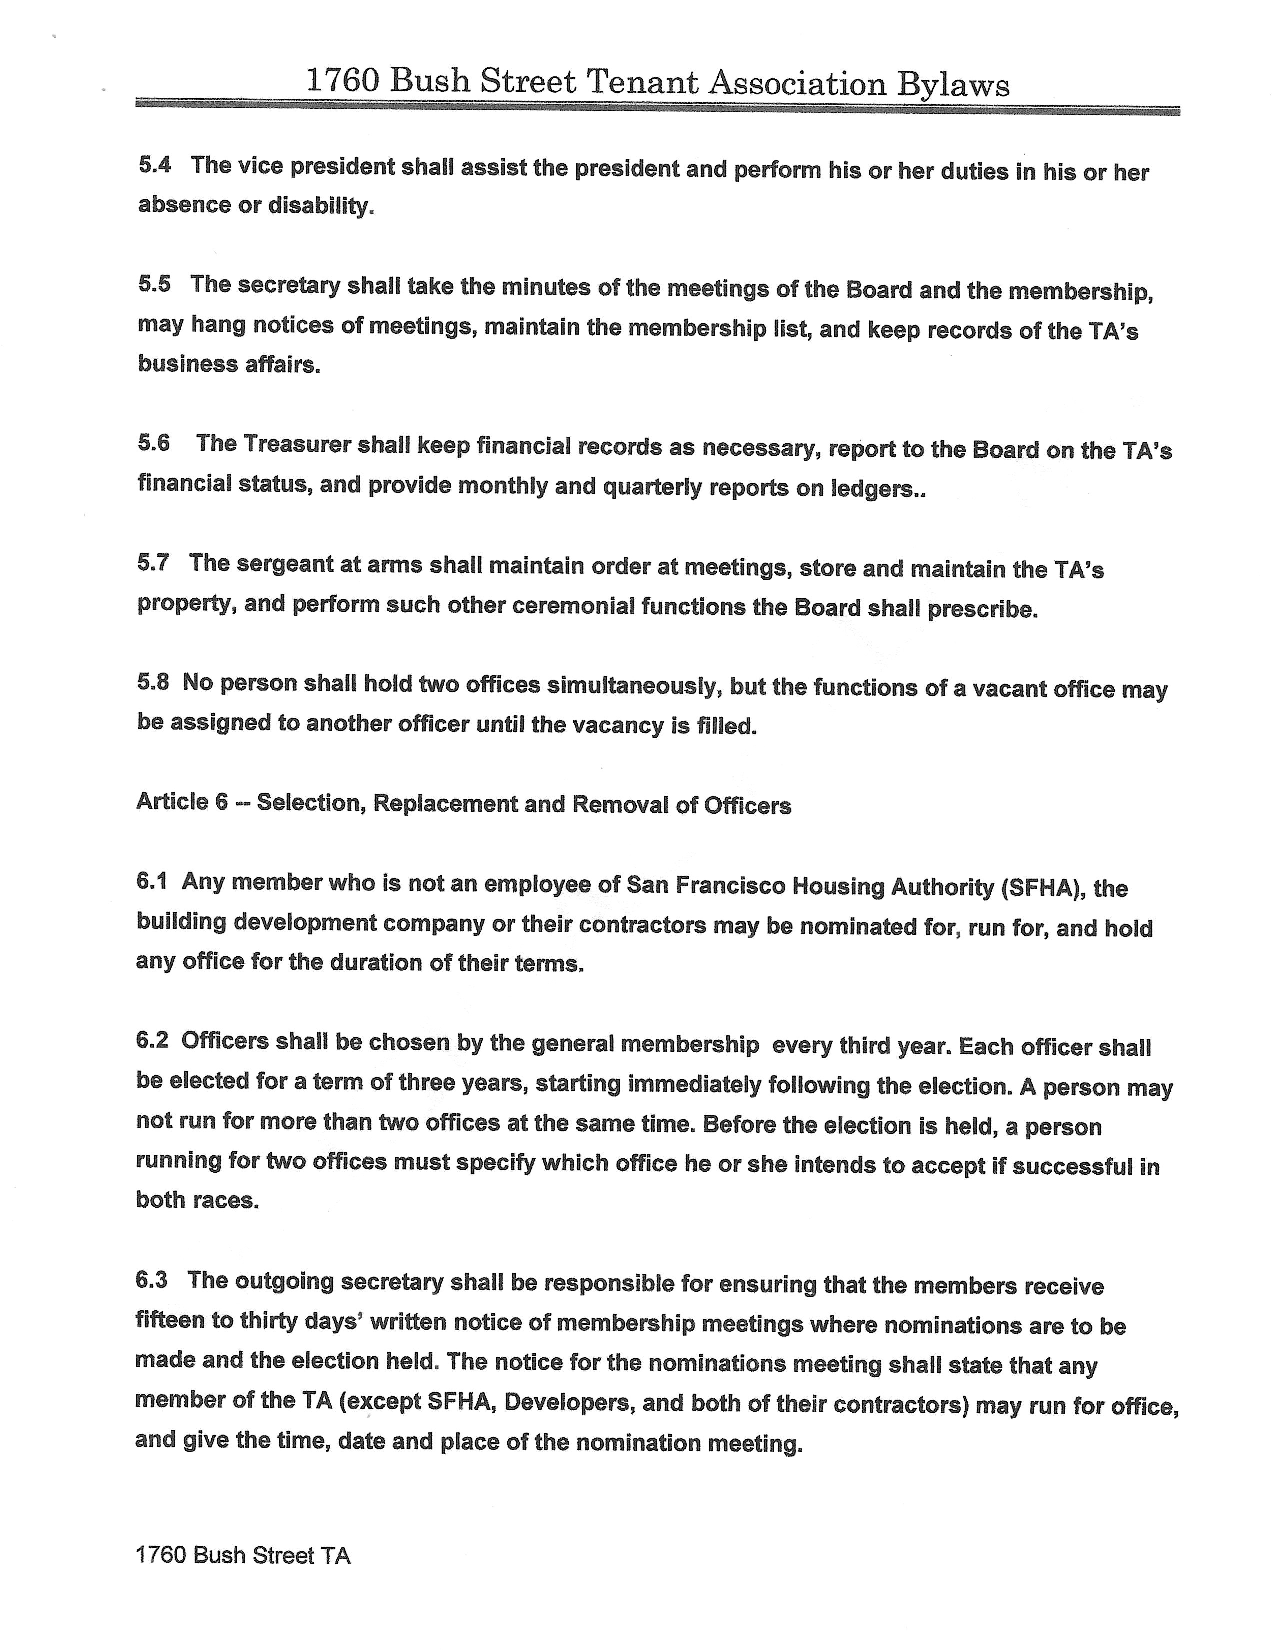 1760 Bush Street Tenant Association Bylaws
5.4 The vice president shall assist the president and perform his or her duties in his or her
absence or disability.
5.5 The secretary shall take the minutes of the meetings of the Board and the membership,
may hang notices of meetings, maintain the membership list, and keep records of the TA's
business affairs.
5.6 The Treasurer shall keep financial records as necessary, report to the Board on the TA's
financial status, and provide monthly and quarterly reports on ledgers..
5.7 The sergeant at arms shall maintain order at meetings, store and maintain the TA's
property, and perform such other ceremonial functions the Board shall prescribe.
5.8 No person shall hold two offices simultaneously, but the functions of a vacant office may
be assigned to another officer until the vacancy is filled.
Article 6 -- Selection, Replacement and Removal of Officers
6.1 Any member who is not an employee of San Francisco Housing Authority (SFHA), the
building development company or their contractors may be nominated for, run for, and hold
any office for the duration of their terms.
6.2 Officers shall be chosen by the general membership every third year. Each officer shall
be elected for a term of three years, starting immediately following the election. A person may
not run for more than two offices at the same time. Before the election is held, a person
running for two offices must specify which office he or she intends to accept if successful in
both races.
6.3 The outgoing secretary shall be responsible for ensuring that the members receive
fifteen to thirty days' written notice of membership meetings where nominations are to be
made and the election held. The notice for the nominations meeting shall state that any
member of the TA (except SFHA, Developers, and both of their contractors) may run for office,
and give the time, date and place of the nomination meeting.
1760 Bush Street TA